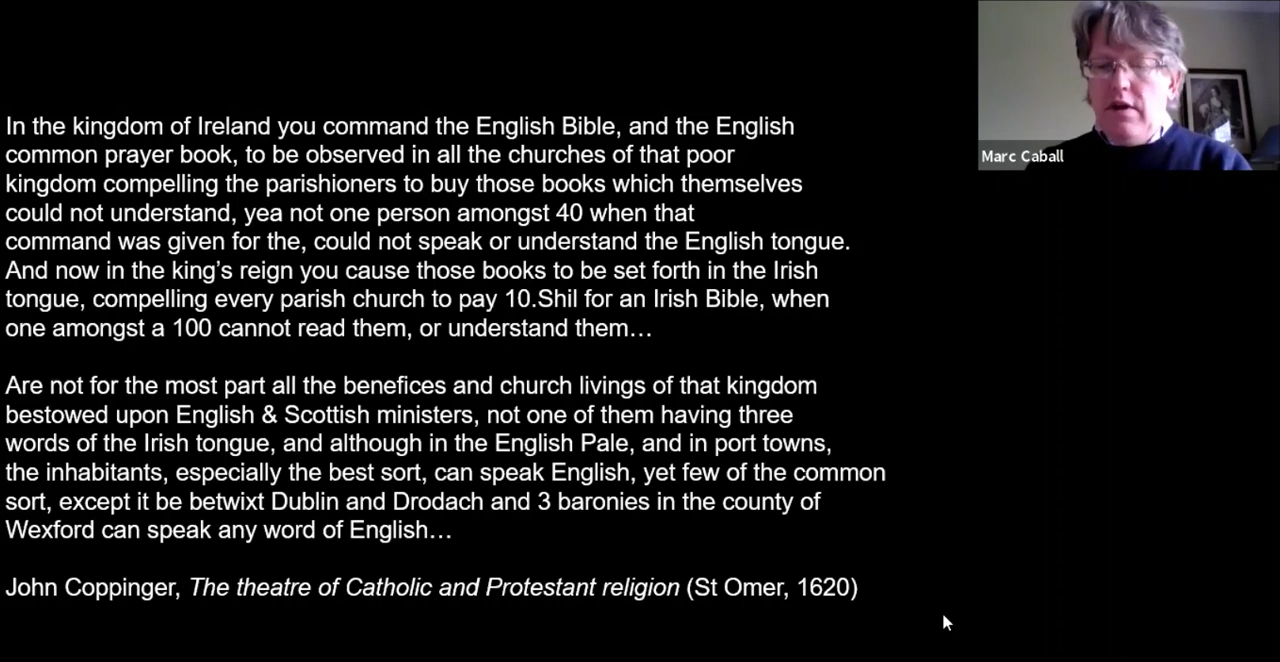 In the kingdom of Ireland you command the English Bible, and the English
common prayer book, to be observed in all the churches of that poor
kingdom compelling the parishioners to buy those books which themselves
could not understand, yea not one person amongst 40 when that
command was given for the, could not speak or understand the English tongue.
And now in the king's reign you cause those books to be set forth in the Irish
tongue, compelling every parish church to pay 10.Shil for an Irish Bible, when
one amongst a 100 cannot read them, or understand them…
Are not for the most part all the benefices and church livings of that kingdom
bestowed upon English & Scottish ministers, not one of them having three
words of the Irish tongue, and although in the English Pale, and in port towns,
the inhabitants, especially the best sort, can speak English, yet few of the common
sort, except it be betwixt Dublin and Drodach and 3 baronies in the county of
Wexford can speak any word of English…
John Coppinger, The theatre of Catholic and Protestant religion (St Omer, 1620)
Marc Caball